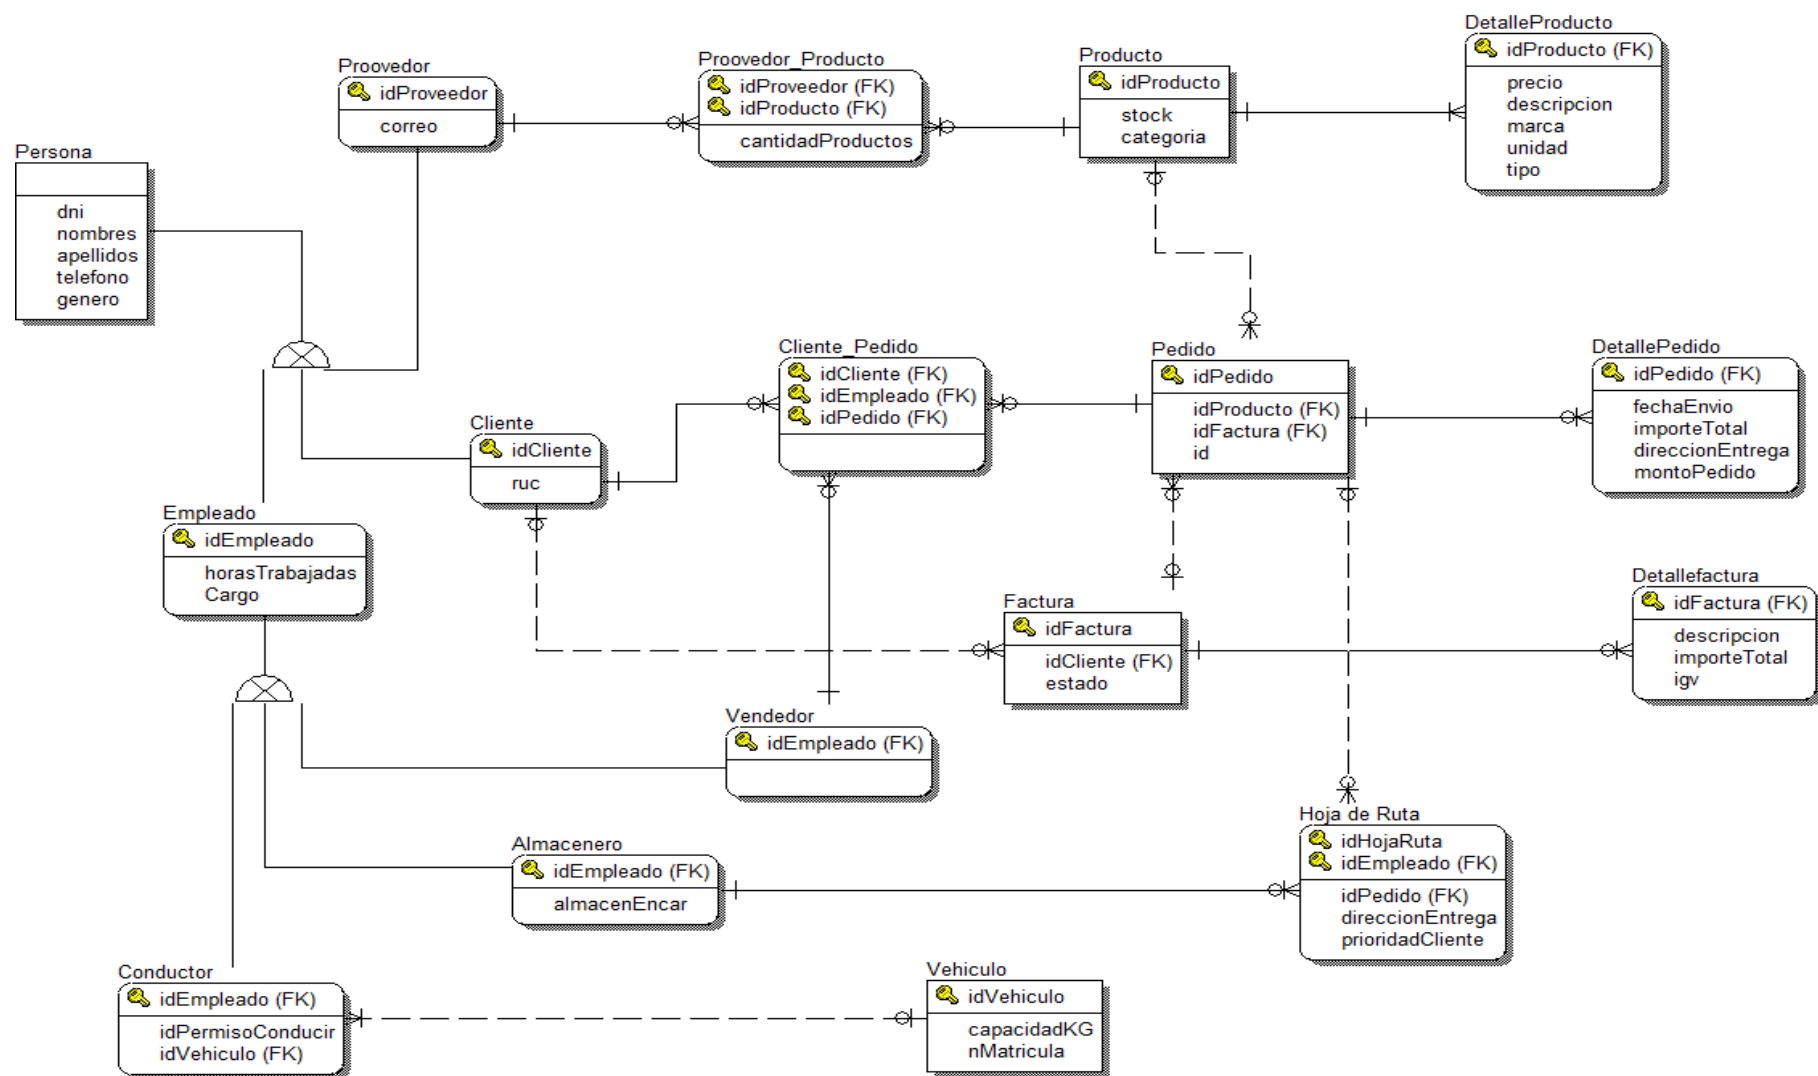 DetalleProducto
idProducto (FK)
precio
descripcion
marca
unidad
tipo
Producto
idProducto
stock
categoria
Proovedor_Producto
idProveedor (FK)
idProducto (FK)
cantidadProductos
Proovedor
idProveedor
correo
Persona
dni
nombres
apellidos
telefono
genero
Cliente_Pedido
idCliente (FK)
idEmpleado (FK)
idPedido (FK)
Pedido
idPedido
idProducto (FK)
idFactura (FK)
id
DetallePedido
idPedido (FK)
fechaEnvio
importeTotal
direccionEntrega
montoPedido
Cliente
idCliente
ruc
Empleado
idEmpleado
horasTrabajadas
Cargo
Factura
idFactura
idCliente (FK)
estado
Detallefactura
idFactura (FK)
descripcion
importeTotal
igv
Vendedor
idEmpleado (FK)
Almacenero
idEmpleado (FK)
almacenEncar
Hoja de Ruta
idHojaRuta
idEmpleado (FK)
idPedido (FK)
direccionEntrega
prioridadCliente
Conductor
idEmpleado (FK)
idPermisoConducir
idVehiculo (FK)
Vehiculo
idVehiculo
capacidadKG
nMatricula